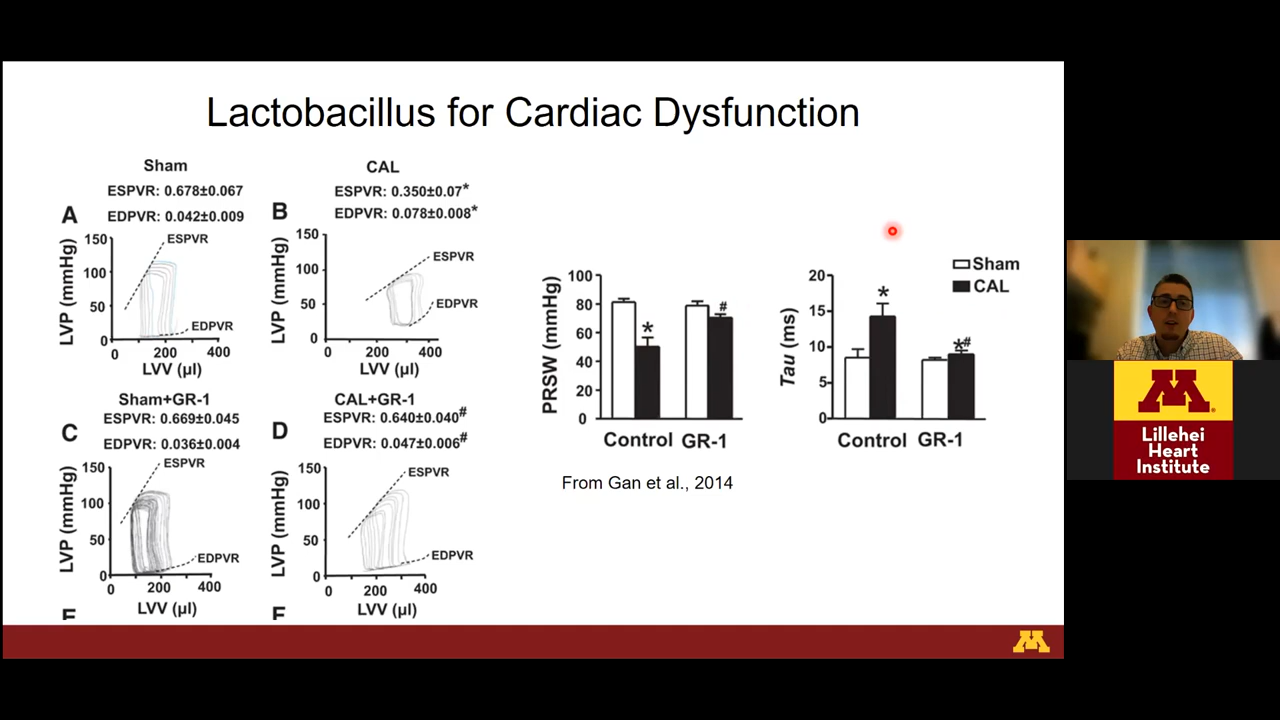 Lactobacillus for Cardiac Dysfunction
Sham
ESPVR: 0.678±0.067
EDPVR: 0.042±0.009
A
LVP (mmHg)
150
100
50
0
ESPVR
EDPVR
0 200 400
LVV (µl)
CAL
ESPVR: 0.350±0.07*
EDPVR: 0.078±0.008*
B
LVP (mmHg)
150
100
50
0
ESPVR
EDPVR
0 200 400
LVV (µl)
Sham+GR-1
ESPVR: 0.669±0.045
EDPVR: 0.036±0.004
C
LVP (mmHg)
150
100
50
0
ESPVR
EDPVR
0 200 400
LVV (µl)
CAL+GR-1
ESPVR: 0.640±0.040#
EDPVR: 0.047±0.006#
D
LVP (mmHg)
150
100
50
0
ESPVR
EDPVR
0 200 400
LVV (µl)
PRSW (mmHg)
100
80
60
40
20
0
*
#
Control GR-1
Tau (ms)
20
15
10
5
0
*
*#
Control GR-1
Sham
CAL
From Gan et al., 2014
M
M
Lillehei
Heart
Institute